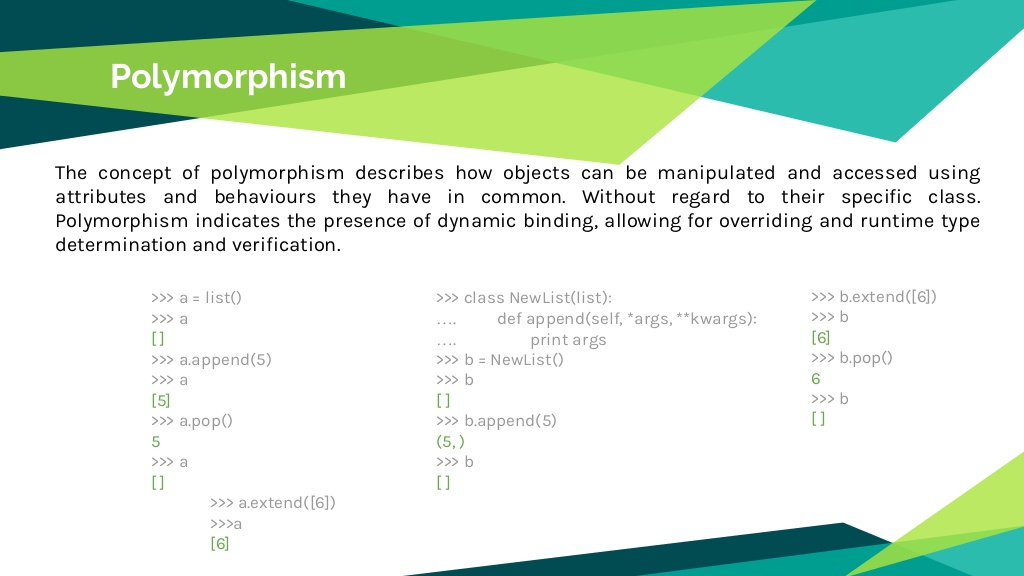 Polymorphism
The concept of polymorphism describes how objects can be manipulated and accessed using
attributes and behaviours they have in common. Without regard to their specific class.
Polymorphism indicates the presence of dynamic binding, allowing for overriding and runtime type
determination and verification.
>>> a = list()
>>> a
[ ]
>>> a.append(5)
>>> a
[5]
>>> a.pop()
5
>>> a
[ ]
>>> a.extend([6])
>>>a
[6]
>>> class NewList(list):
.... def append(self, *args, **kwargs):
.... print args
>>> b = NewList()
>>> b
[ ]
>>> b.append(5)
(5, )
>>> b
[ ]
>>> b.extend([6])
>>> b
[6]
>>> b.pop()
6
>>> b
[ ]